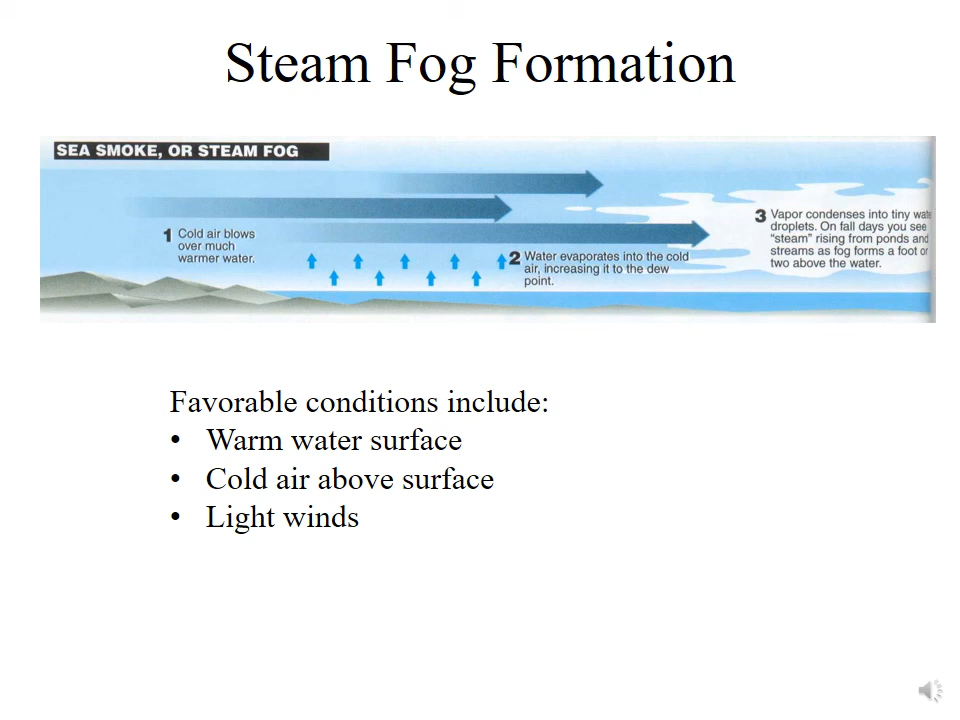 Steam Fog Formation
SEA SMOKE, OR STEAM FOG
1 Cold air blows
over much
warmer water.
2 Water evaporates into the cold
air, increasing it to the dew
point.
3 Vapor condenses into tiny wate
droplets. On fall days you see
“steam” rising from ponds and
streams as fog forms a foot or
two above the water.
Favorable conditions include:
• Warm water surface
• Cold air above surface
• Light winds